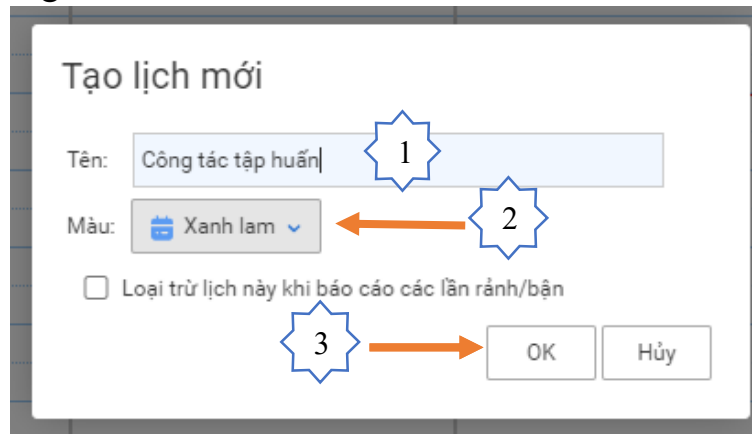 Tạo lịch mới
Tên: Công tác tập huấn 1
Màu: Xanh lam 2
Loại trừ lịch này khi báo cáo các lần rảnh/bận
3 OK Hủy